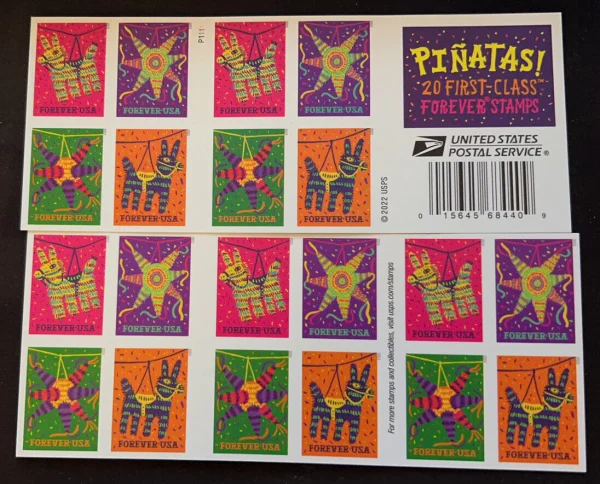 FOREVER USA
FOREVER USA
P111
FOREVER USA
FOREVER USA
PIÑATAS!
20 FIRST-CLASS™
FOREVER® STAMPS
UNITED STATES
POSTAL SERVICE®
FOREVER USA
FOREVER USA
FOREVER USA
FOREVER USA
© 2022 USPS
0 15645 68440 9
FOREVER USA
FOREVER USA
FOREVER USA
FOREVER USA
FOREVER USA
FOREVER USA
For more stamps and collectibles, visit usps.com/stamps
FOREVER USA
FOREVER USA
FOREVER USA
FOREVER USA
FOREVER USA
FOREVER USA